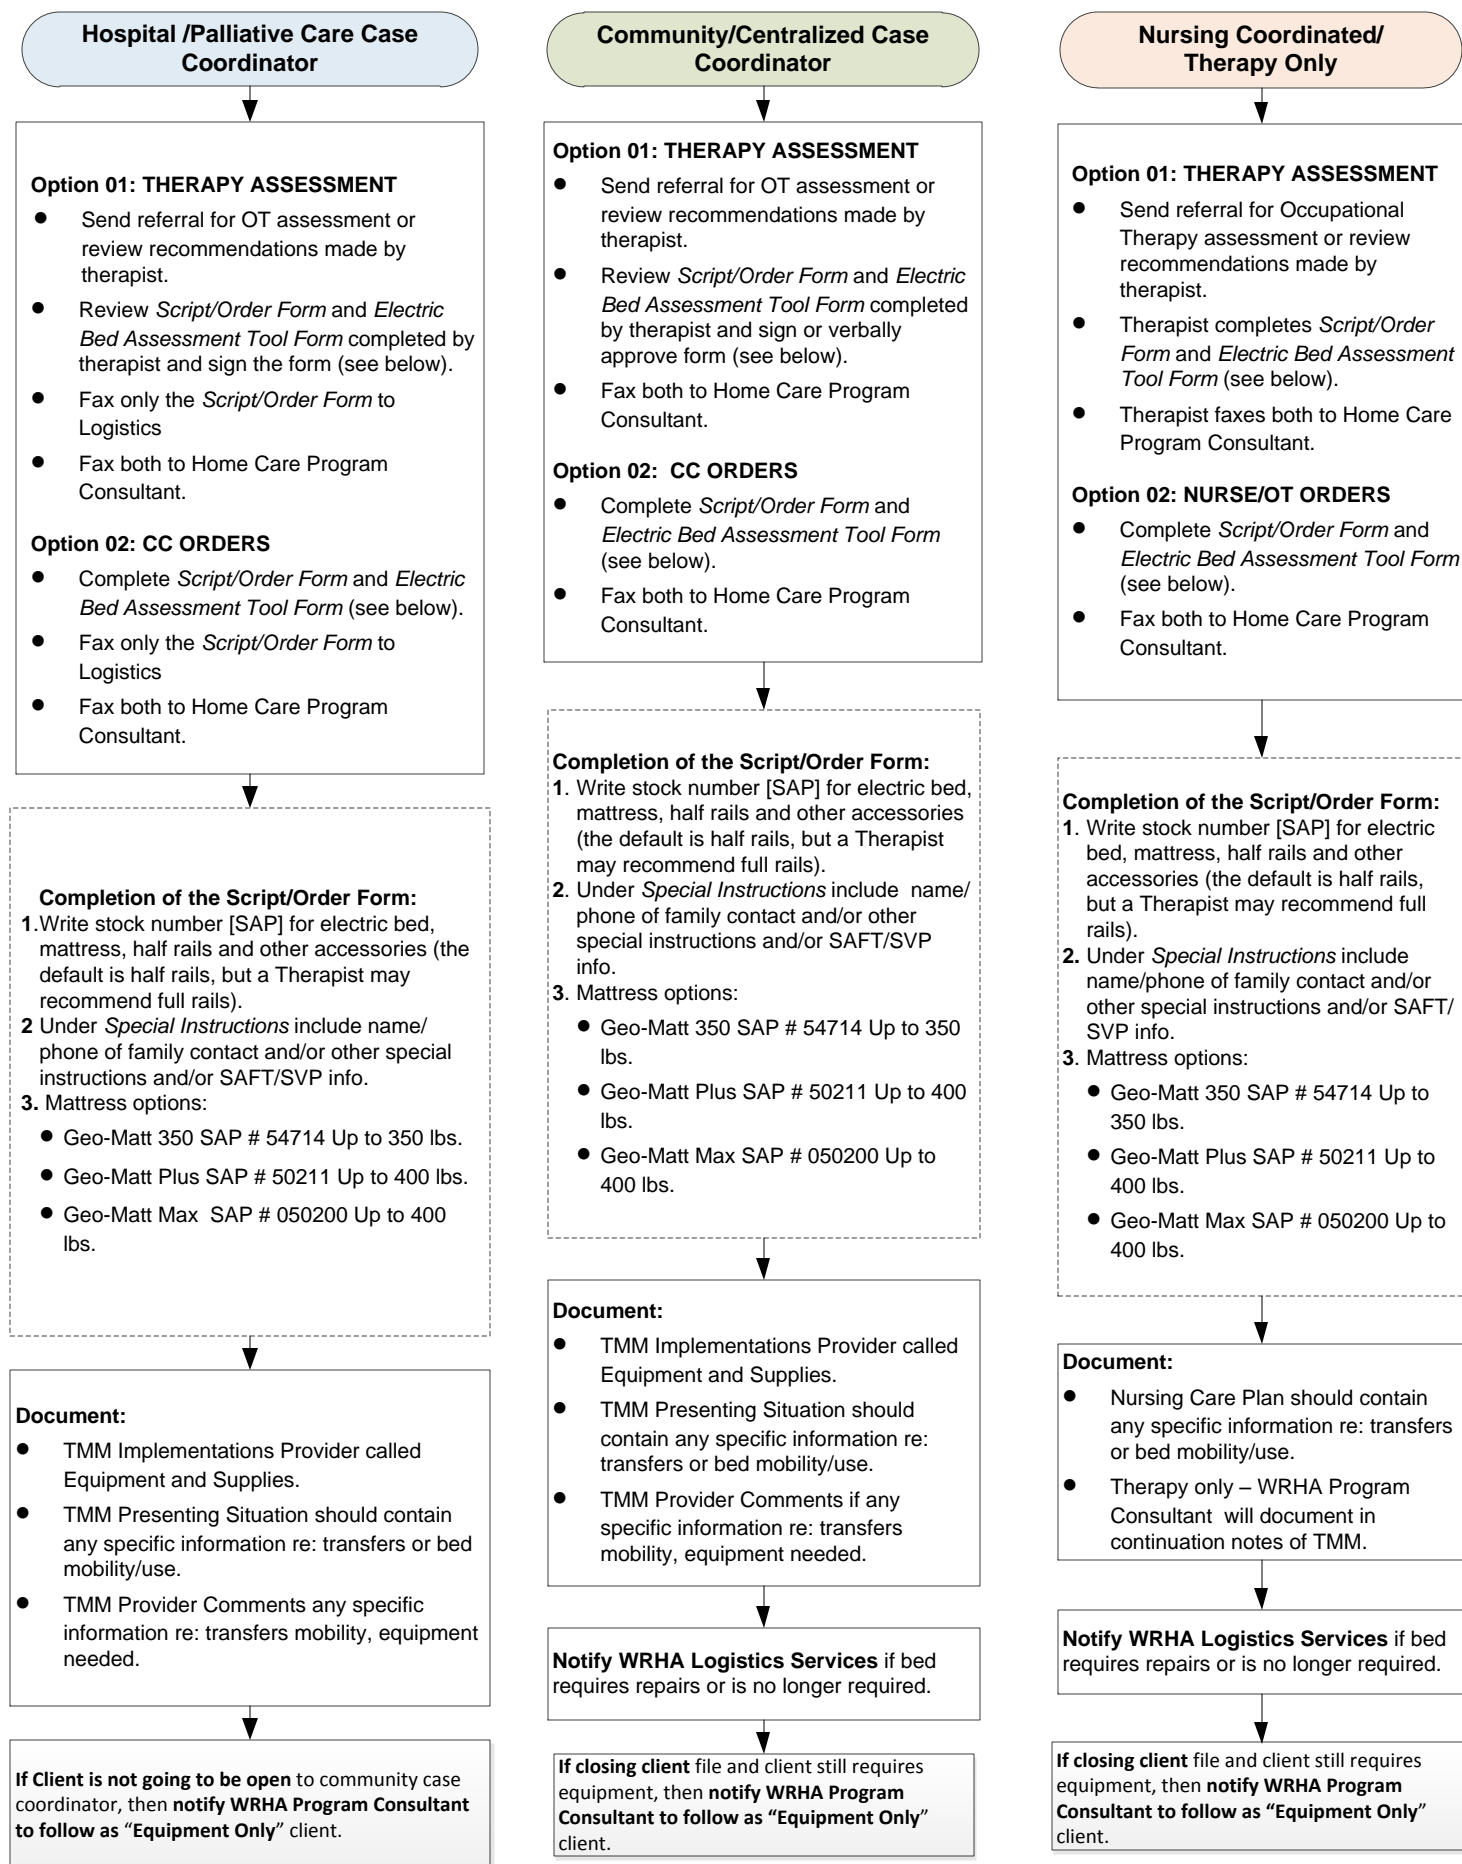 Hospital /Palliative Care Case
Coordinator
Option 01: THERAPY ASSESSMENT
● Send referral for OT assessment or
review recommendations made by
therapist.
● Review Script/Order Form and Electric
Bed Assessment Tool Form completed by
therapist and sign the form (see below).
● Fax only the Script/Order Form to
Logistics
● Fax both to Home Care Program
Consultant.
Option 02: CC ORDERS
● Complete Script/Order Form and Electric
Bed Assessment Tool Form (see below).
● Fax only the Script/Order Form to
Logistics
● Fax both to Home Care Program
Consultant.
Completion of the Script/Order Form:
1.Write stock number [SAP] for electric bed,
mattress, half rails and other accessories (the
default is half rails, but a Therapist may
recommend full rails).
2 Under Special Instructions include name/
phone of family contact and/or other special
instructions and/or SAFT/SVP info.
3. Mattress options:
● Geo-Matt 350 SAP # 54714 Up to 350 lbs.
● Geo-Matt Plus SAP # 50211 Up to 400 lbs.
● Geo-Matt Max SAP # 050200 Up to 400
lbs.
Document:
● TMM Implementations Provider called
Equipment and Supplies.
● TMM Presenting Situation should contain
any specific information re: transfers or bed
mobility/use.
● TMM Provider Comments any specific
information re: transfers mobility, equipment
needed.
If Client is not going to be open to community case
coordinator, then notify WRHA Program Consultant
to follow as “Equipment Only” client.
Community/Centralized Case
Coordinator
Option 01: THERAPY ASSESSMENT
● Send referral for OT assessment or
review recommendations made by
therapist.
● Review Script/Order Form and Electric
Bed Assessment Tool Form completed
by therapist and sign or verbally
approve form (see below).
● Fax both to Home Care Program
Consultant.
Option 02: CC ORDERS
● Complete Script/Order Form and
Electric Bed Assessment Tool Form
(see below).
● Fax both to Home Care Program
Consultant.
Completion of the Script/Order Form:
1. Write stock number [SAP] for electric bed,
mattress, half rails and other accessories
(the default is half rails, but a Therapist
may recommend full rails).
2. Under Special Instructions include name/
phone of family contact and/or other
special instructions and/or SAFT/SVP
info.
3. Mattress options:
● Geo-Matt 350 SAP # 54714 Up to 350
lbs.
● Geo-Matt Plus SAP # 50211 Up to 400
lbs.
● Geo-Matt Max SAP # 050200 Up to
400 lbs.
Document:
● TMM Implementations Provider called
Equipment and Supplies.
● TMM Presenting Situation should
contain any specific information re:
transfers or bed mobility/use.
● TMM Provider Comments if any
specific information re: transfers
mobility, equipment needed.
Notify WRHA Logistics Services if bed
requires repairs or is no longer required.
If closing client file and client still requires
equipment, then notify WRHA Program
Consultant to follow as “Equipment Only”
client.
Nursing Coordinated/
Therapy Only
Option 01: THERAPY ASSESSMENT
● Send referral for Occupational
Therapy assessment or review
recommendations made by
therapist.
● Therapist completes Script/Order
Form and Electric Bed Assessment
Tool Form (see below).
● Therapist faxes both to Home Care
Program Consultant.
Option 02: NURSE/OT ORDERS
● Complete Script/Order Form and
Electric Bed Assessment Tool Form
(see below).
● Fax both to Home Care Program
Consultant.
Completion of the Script/Order Form:
1. Write stock number [SAP] for electric
bed, mattress, half rails and other
accessories (the default is half rails,
but a Therapist may recommend full
rails).
2. Under Special Instructions include
name/phone of family contact and/or
other special instructions and/or SAFT/
SVP info.
3. Mattress options:
● Geo-Matt 350 SAP # 54714 Up to
350 lbs.
● Geo-Matt Plus SAP # 50211 Up to
400 lbs.
● Geo-Matt Max SAP # 050200 Up to
400 lbs.
Document:
● Nursing Care Plan should contain
any specific information re: transfers
or bed mobility/use.
● Therapy only – WRHA Program
Consultant will document in
continuation notes of TMM.
Notify WRHA Logistics Services if bed
requires repairs or is no longer required.
If closing client file and client still requires
equipment, then notify WRHA Program
Consultant to follow as “Equipment Only”
client.